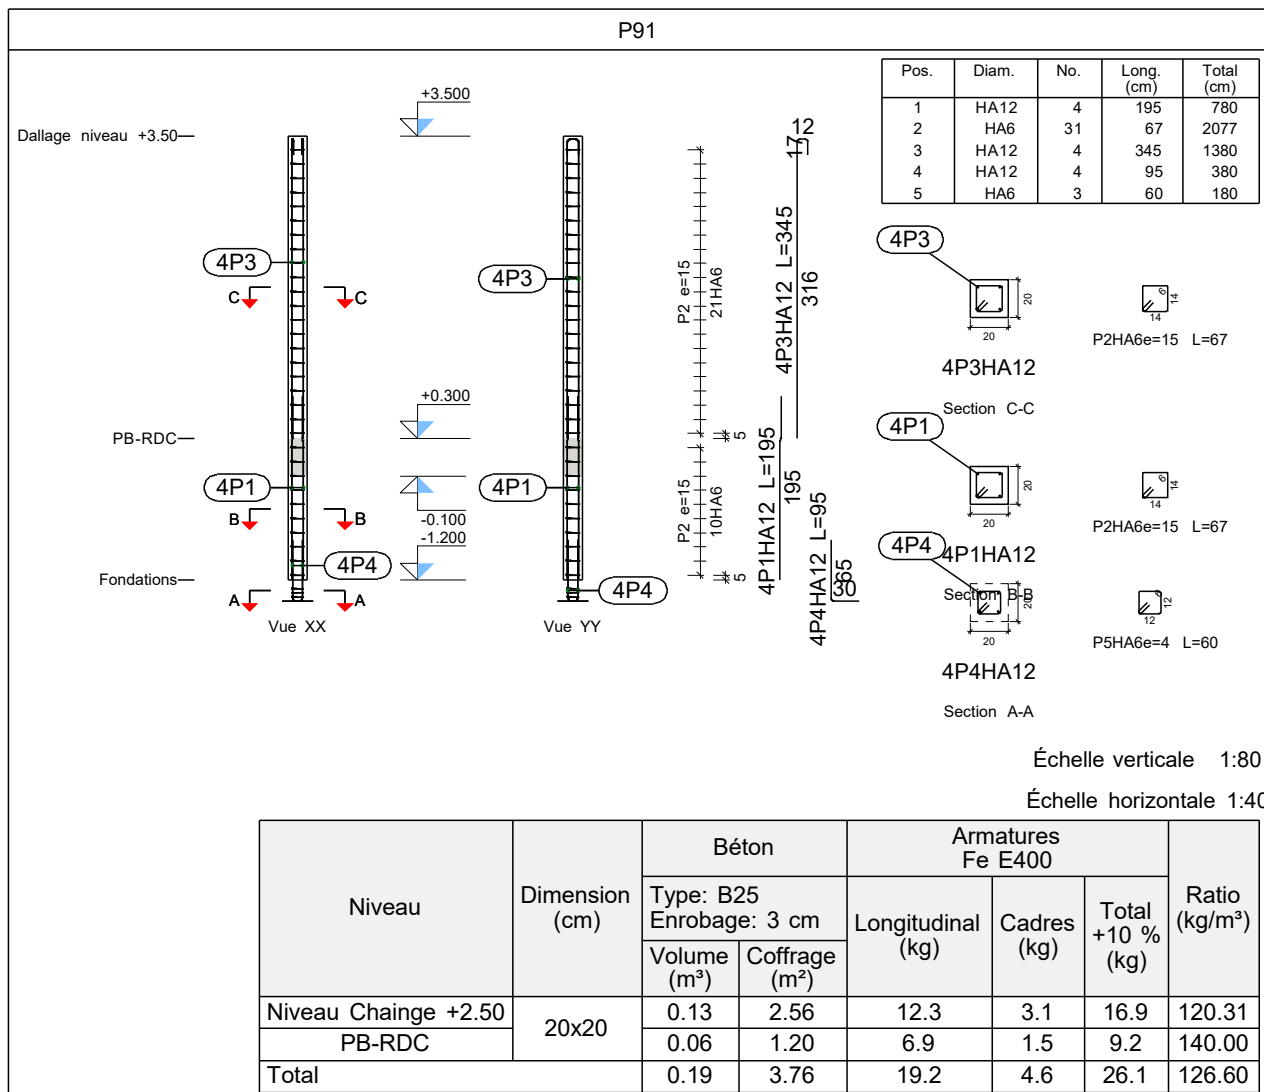 P91
Pos. Diam. No. Long. (cm) Total (cm)
1 HA12 4 195 780
2 HA6 31 67 2077
3 HA12 4 345 1380
4 HA12 4 95 380
5 HA6 3 60 180
Dallage niveau +3.50
PB-RDC
Fondations
4P3
C C
4P1
B B
4P4
A A
Vue XX
+3.500
+0.300
-0.100
-1.200
4P3
4P1
4P4
Vue YY
P2 e=15
21HA6
5
P2 e=15
10HA6
5
12
17
4P3HA12 L=345
316
4P1HA12 L=195
195
4P4HA12 L=95
65
30
4P3
20
20
4P3HA12
Section C-C
6
14
14
P2HA6e=15 L=67
4P1
20
20
4P1HA12
Section B-B
6
14
14
P2HA6e=15 L=67
4P4
20
20
4P4HA12
Section A-A
12
12
P5HA6e=4 L=60
Échelle verticale 1:80
Échelle horizontale 1:40
Niveau
Dimension
(cm)
Béton
Type: B25
Enrobage: 3 cm
Volume
(m³)
Coffrage
(m²)
Armatures
Fe E400
Longitudinal
(kg)
Cadres
(kg)
Total
+10 %
(kg)
Ratio
(kg/m³)
Niveau Chainge +2.50 20x20 0.13 2.56 12.3 3.1 16.9 120.31
PB-RDC 0.06 1.20 6.9 1.5 9.2 140.00
Total 0.19 3.76 19.2 4.6 26.1 126.60